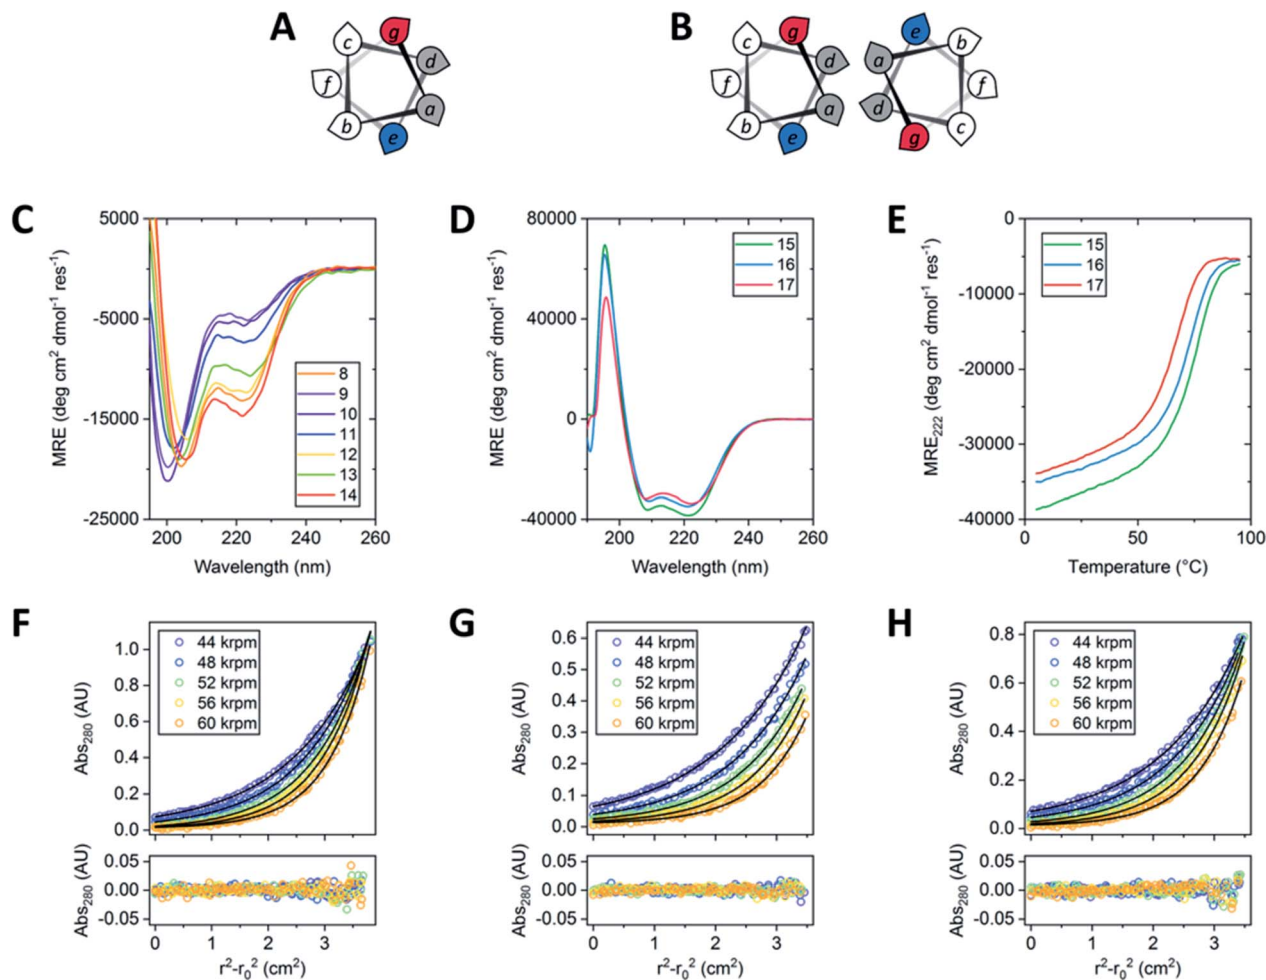 A
c g d a e b f
B
c g d a e b f
e b f c g d a
C
MRE (deg cm² dmol⁻¹ res⁻¹)
5000
-5000
-15000
-25000
200 220 240 260
Wavelength (nm)
8
9
10
11
12
13
14
D
MRE (deg cm² dmol⁻¹ res⁻¹)
80000
40000
0
-40000
200 220 240 260
Wavelength (nm)
15
16
17
E
MRE₂₂₂ (deg cm² dmol⁻¹ res⁻¹)
0
-10000
-20000
-30000
-40000
0 50 100
Temperature (°C)
15
16
17
F
Abs₂₈₀ (AU)
1.0
0.8
0.6
0.4
0.2
0.0
44 krpm
48 krpm
52 krpm
56 krpm
60 krpm
Abs₂₈₀ (AU)
0.05
0.00
-0.05
0 1 2 3
r²-r₀² (cm²)
G
Abs₂₈₀ (AU)
0.6
0.5
0.4
0.3
0.2
0.1
0.0
44 krpm
48 krpm
52 krpm
56 krpm
60 krpm
Abs₂₈₀ (AU)
0.05
0.00
-0.05
0 1 2 3
r²-r₀² (cm²)
H
Abs₂₈₀ (AU)
0.8
0.6
0.4
0.2
0.0
44 krpm
48 krpm
52 krpm
56 krpm
60 krpm
Abs₂₈₀ (AU)
0.05
0.00
-0.05
0 1 2 3
r²-r₀² (cm²)